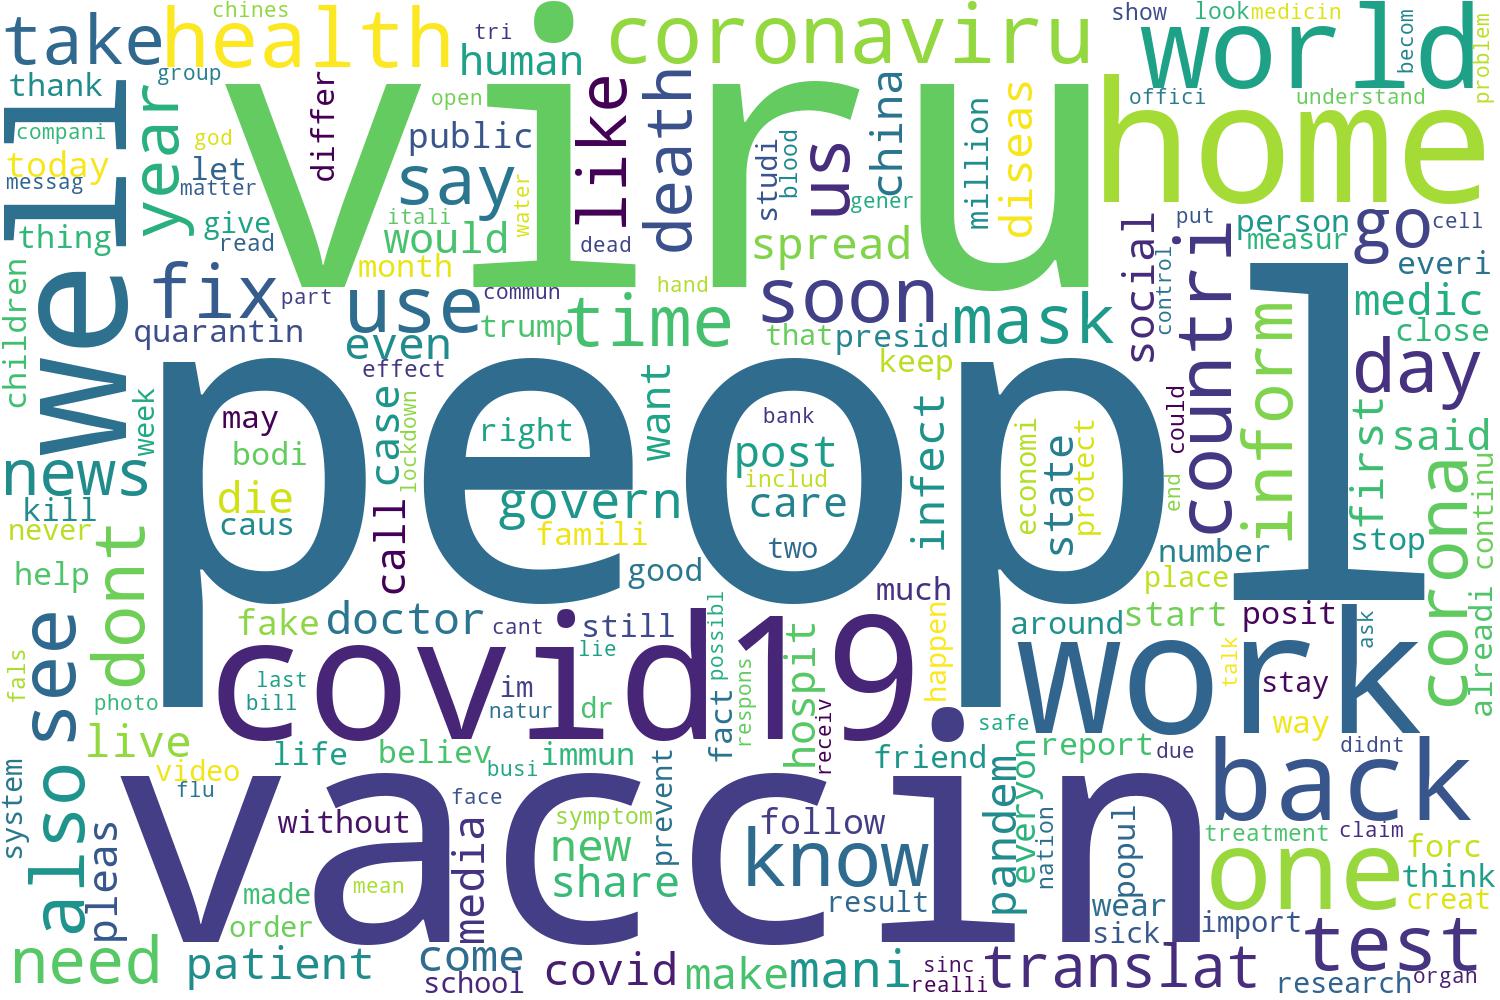 take
health
chines
tri
human
coronaviru
show
look
medicin
world
becom
problem
thank
group
viru
home
year
differ
open
public
like
death
china
million
diseas
offici
understand
compani
god
today
let
say
studi
blood
us
messag
matter
itali
water
gener
well
thing
give
read
would
dead
spread
social
put
person
measur
go
cell
everi
children
fix
part
month
use
commun
hand
soon
control
countri
medic
quarantin
trump
time
that
presid
mask
close
even
effect
keep
inform
day
peopl
week
may
case
lockdown
right
want
bank
post
infect
economi
state
protect
could
first
said
news
bodi
die
caus
call
govern
famili
includ
care
two
end
corona
continu
kill
never
dont
help
good
number
stop
place
much
happen
see
fake
doctor
cant
still
lie
possibl
hospit
around
start
posit
ask
alreadi
covid19
work
talk
stay
fals
photo
last
bill
im
natur
dr
fact
respons
receiv
safe
way
live
life
believ
busi
immun
friend
report
due
didnt
back
video
flu
system
also
pleas
vaccin
without
face
media
symptom
new
share
prevent
follow
know
result
pandem
everyon
nation
popul
treatment
claim
one
forc
think
creat
made
mean
order
wear
sick
import
test
need
patient
come
school
covid
make
mani
sinc
realli
translat
research
organ